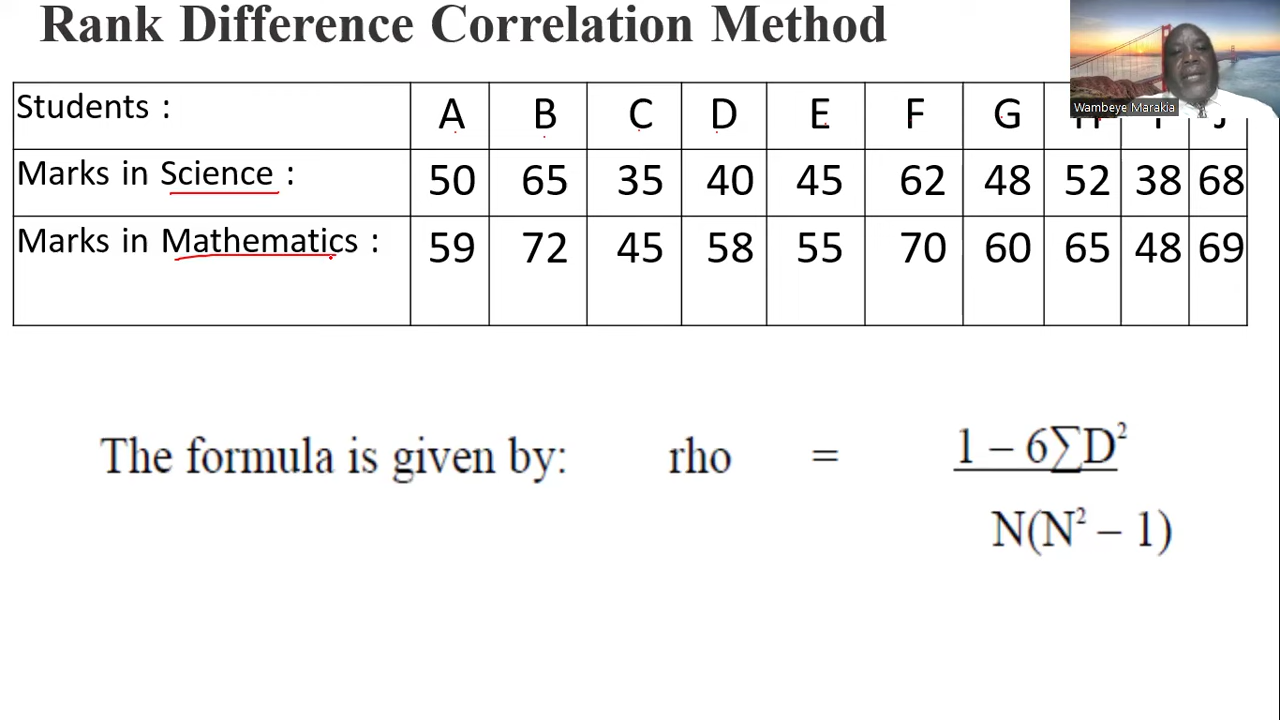 Rank Difference Correlation Method
Wambeye Marakia
Students : A B C D E F G H I J
Marks in Science : 50 65 35 40 45 62 48 52 38 68
Marks in Mathematics : 59 72 45 58 55 70 60 65 48 69
The formula is given by: rho = 1 – 6∑D²
N(N² – 1)